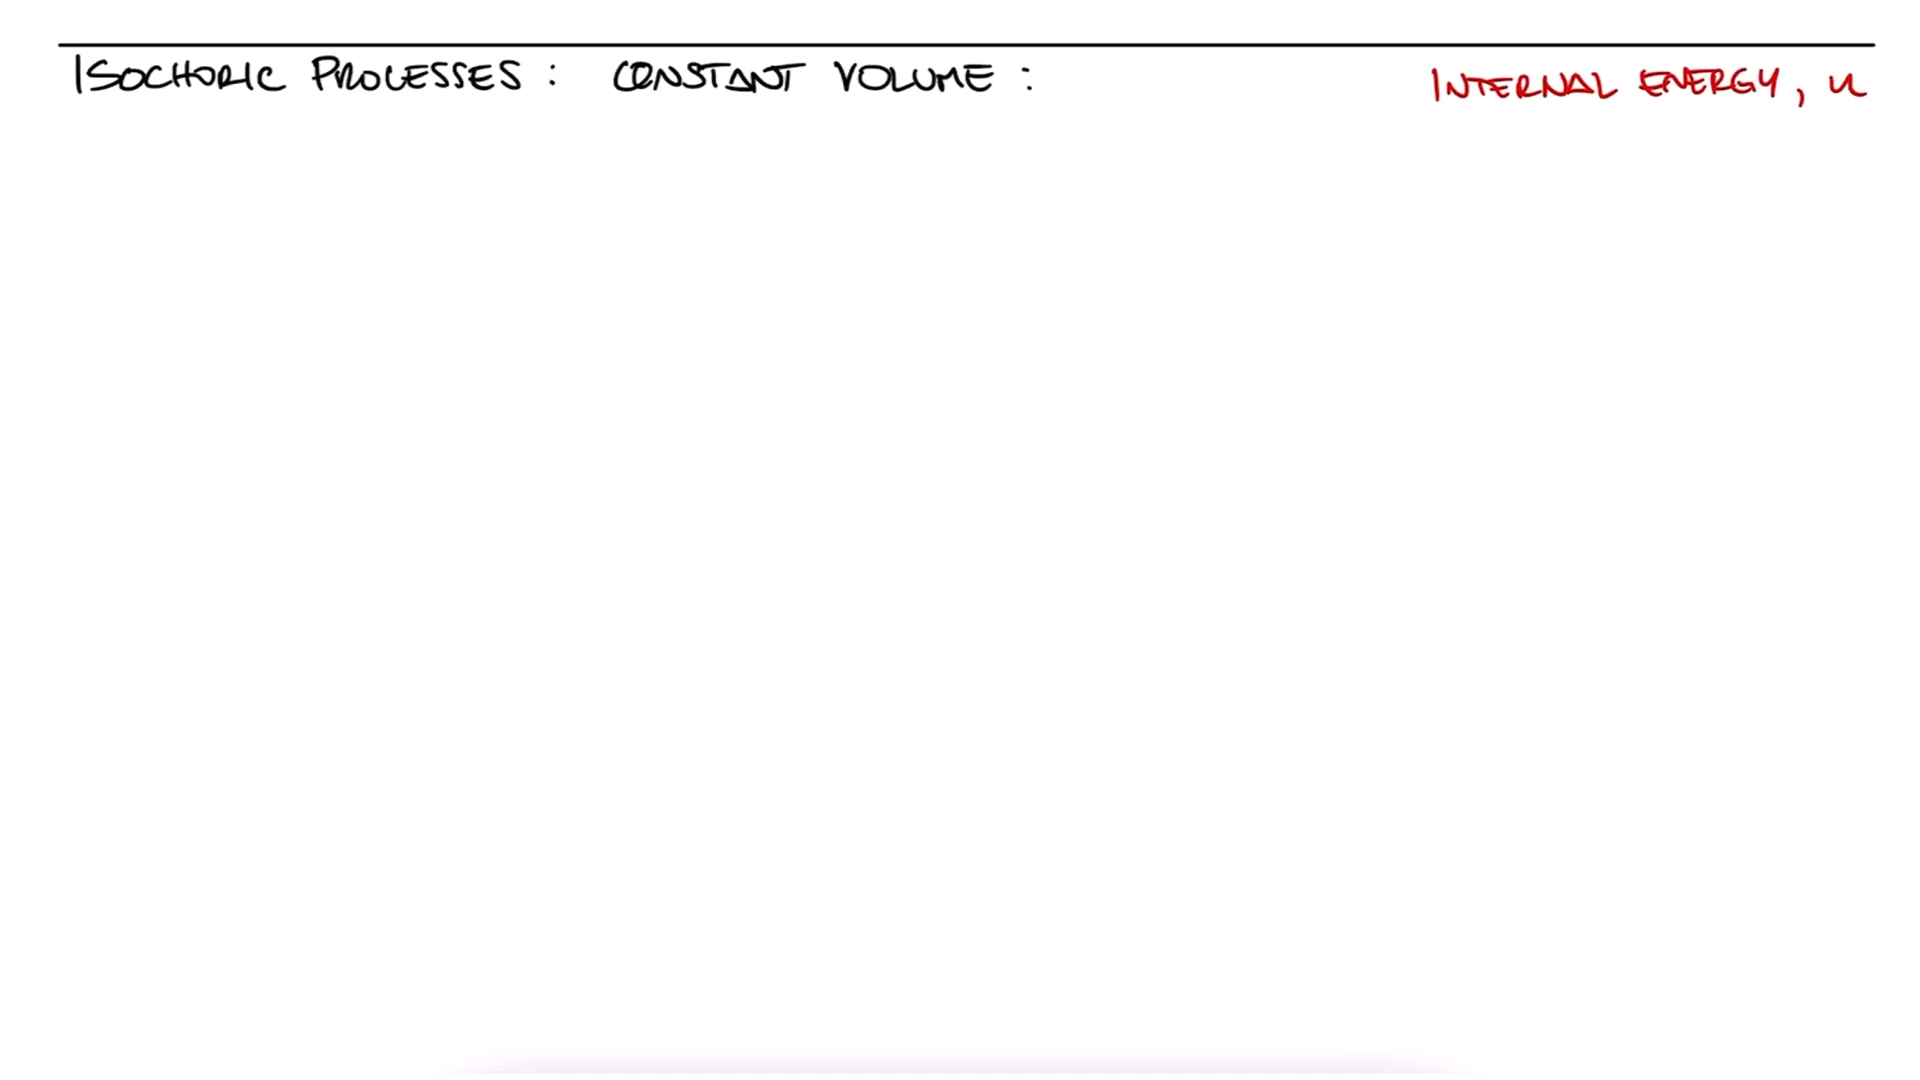 ISOCHORIC PROCESSES : CONSTANT VOLUME :
INTERNAL ENERGY, u